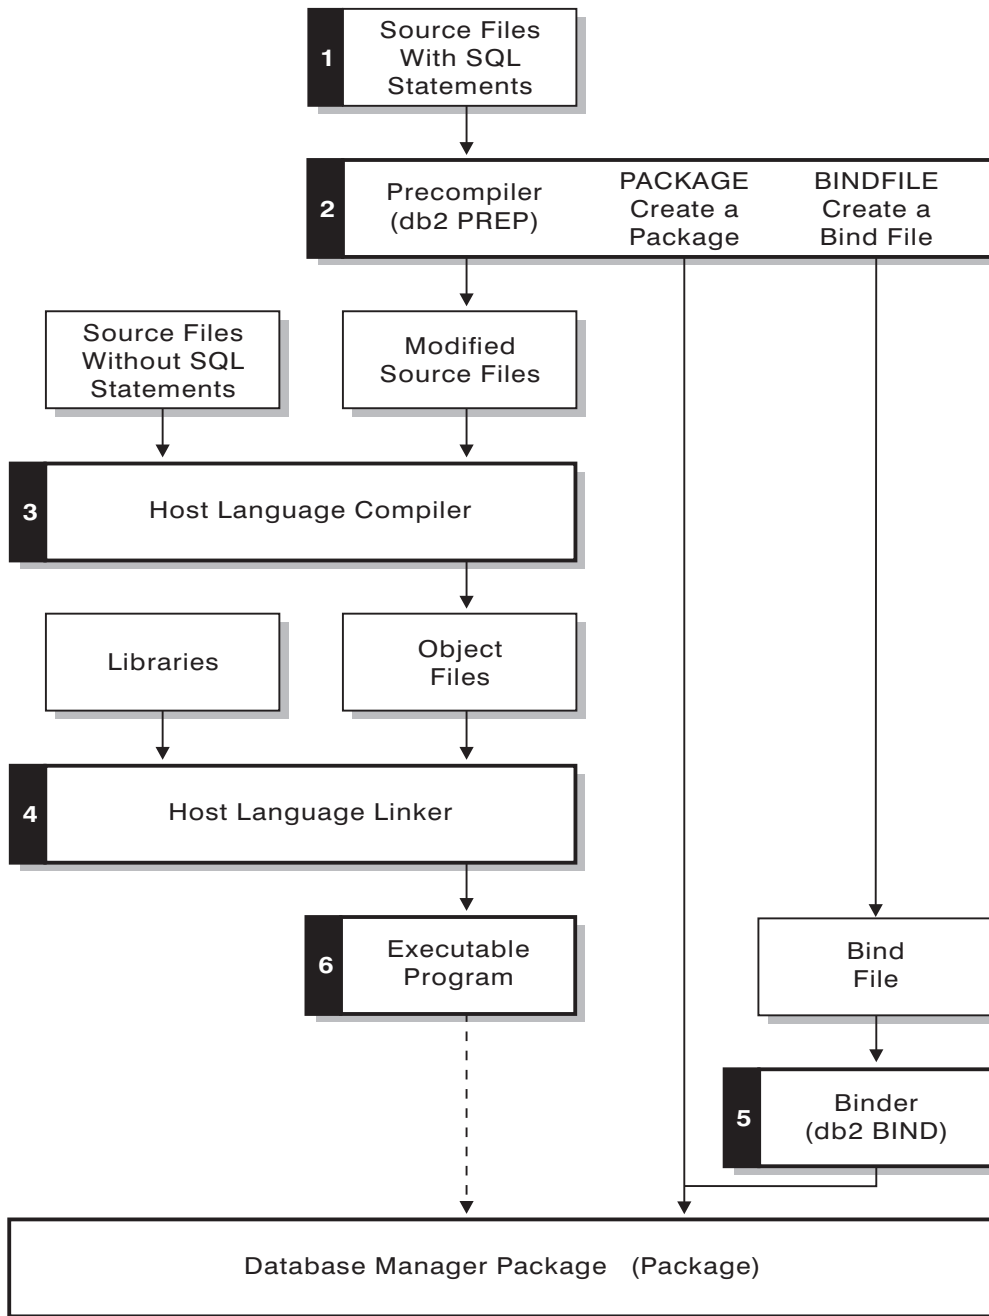 1
Source Files
With SQL
Statements
2
Precompiler
(db2 PREP)
PACKAGE
Create a
Package
BINDFILE
Create a
Bind File
Source Files
Without SQL
Statements
Modified
Source Files
3
Host Language Compiler
Libraries
Object
Files
4
Host Language Linker
6
Executable
Program
Bind
File
5
Binder
(db2 BIND)
Database Manager Package (Package)